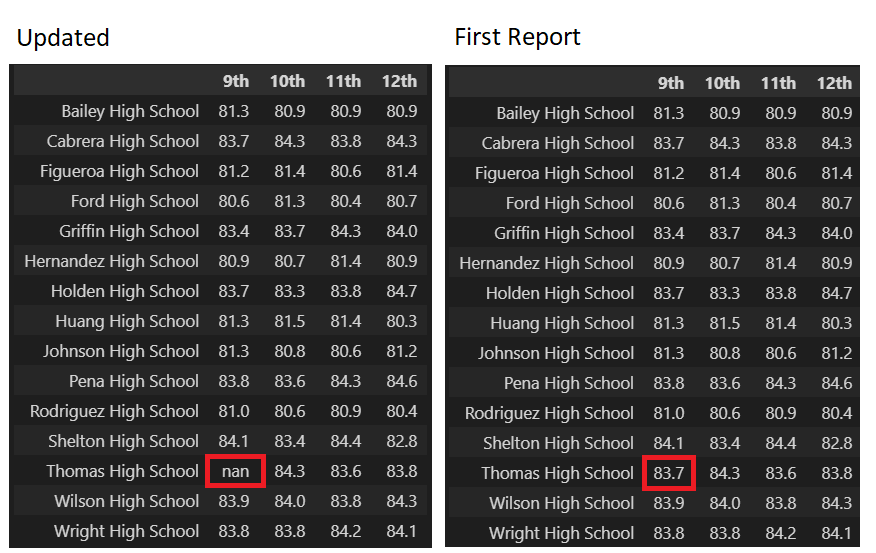 Updated
9th 10th 11th 12th
Bailey High School 81.3 80.9 80.9 80.9
Cabrera High School 83.7 84.3 83.8 84.3
Figueroa High School 81.2 81.4 80.6 81.4
Ford High School 80.6 81.3 80.4 80.7
Griffin High School 83.4 83.7 84.3 84.0
Hernandez High School 80.9 80.7 81.4 80.9
Holden High School 83.7 83.3 83.8 84.7
Huang High School 81.3 81.5 81.4 80.3
Johnson High School 81.3 80.8 80.6 81.2
Pena High School 83.8 83.6 84.3 84.6
Rodriguez High School 81.0 80.6 80.9 80.4
Shelton High School 84.1 83.4 84.4 82.8
Thomas High School nan 84.3 83.6 83.8
Wilson High School 83.9 84.0 83.8 84.3
Wright High School 83.8 83.8 84.2 84.1
First Report
9th 10th 11th 12th
Bailey High School 81.3 80.9 80.9 80.9
Cabrera High School 83.7 84.3 83.8 84.3
Figueroa High School 81.2 81.4 80.6 81.4
Ford High School 80.6 81.3 80.4 80.7
Griffin High School 83.4 83.7 84.3 84.0
Hernandez High School 80.9 80.7 81.4 80.9
Holden High School 83.7 83.3 83.8 84.7
Huang High School 81.3 81.5 81.4 80.3
Johnson High School 81.3 80.8 80.6 81.2
Pena High School 83.8 83.6 84.3 84.6
Rodriguez High School 81.0 80.6 80.9 80.4
Shelton High School 84.1 83.4 84.4 82.8
Thomas High School 83.7 84.3 83.6 83.8
Wilson High School 83.9 84.0 83.8 84.3
Wright High School 83.8 83.8 84.2 84.1